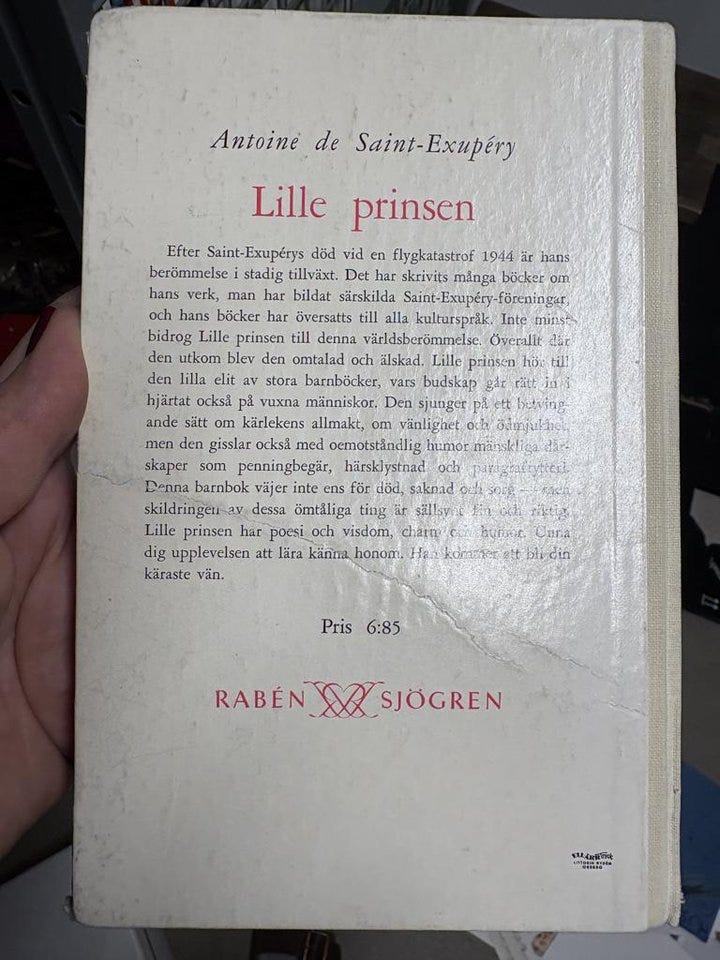 Antoine de Saint-Exupéry
Lille prinsen
Efter Saint-Exupérys död vid en flygkatastrof 1944 är hans
berömmelse i stadig tillväxt. Det har skrivits många böcker om
hans verk, man har bildat särskilda Saint-Exupéry-föreningar,
och hans böcker har översatts till alla kulturspråk. Inte minst
bidrog Lille prinsen till denna världsberömmelse. Överallt där
den utkom blev den omtalad och älskad. Lille prinsen hör till
den lilla elit av stora barnböcker, vars budskap går rätt in i
hjärtat också på vuxna människor. Den sjunger på ett betving-
ande sätt om kärlekens allmakt, om vänlighet och ödmjukhet,
men den gisslar också med oemotståndlig humor mänskliga dår-
skaper som penningbegär, härsklystnad och paragrafrytteri.
Denna barnbok väjer inte ens för död, saknad och sorg — men
skildringen av dessa ömtåliga ting är sällsynt fin och riktig.
Lille prinsen har poesi och visdom, charm och humor. Unna
dig upplevelsen att lära känna honom. Han kommer att bli din
käraste vän.
Pris 6:85
RABÉN SJÖGREN